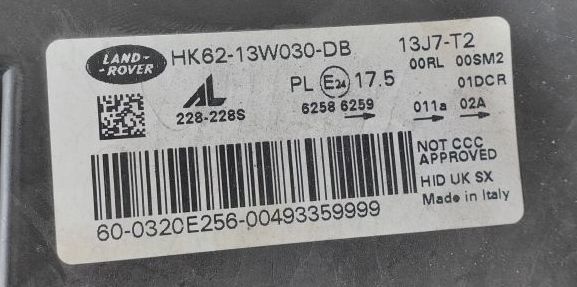 LAND-
-ROVER
HK62-13W030-DB
13J7-T2
00RL 00SM2
01DCR
AL
228-228S
PL E24 17.5
6258 6259
011a 02A
NOT CCC
APPROVED
HID UK SX
Made in Italy
60-0320E256-00493359999